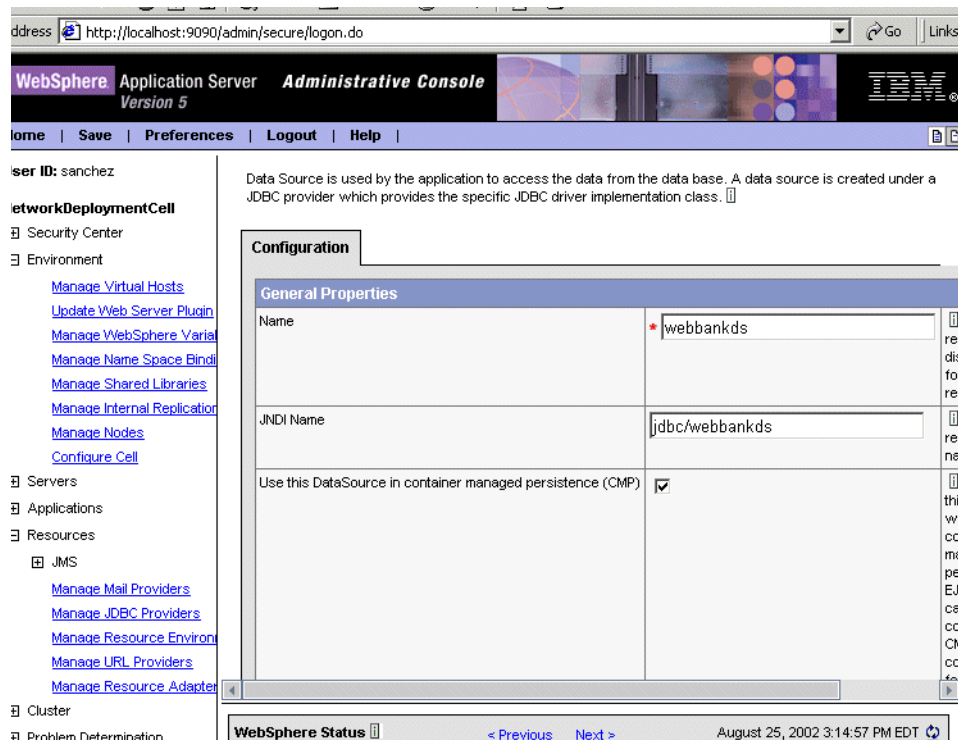 ddress http://localhost:9090/admin/secure/logon.do Go Links
WebSphere. Application Server Administrative Console
Version 5
IBM®
ome | Save | Preferences | Logout | Help |
ser ID: sanchez
etworkDeploymentCell
Security Center
Environment
Manage Virtual Hosts
Update Web Server Plugin
Manage WebSphere Varial
Manage Name Space Bindi
Manage Shared Libraries
Manage Internal Replication
Manage Nodes
Configure Cell
Servers
Applications
Resources
JMS
Manage Mail Providers
Manage JDBC Providers
Manage Resource Environ
Manage URL Providers
Manage Resource Adapter
Cluster
Problem Determination
Data Source is used by the application to access the data from the data base. A data source is created under a
JDBC provider which provides the specific JDBC driver implementation class. i
Configuration
General Properties
Name * webbankds
JNDI Name jdbc/webbankds
Use this DataSource in container managed persistence (CMP)
WebSphere Status i < Previous Next > August 25, 2002 3:14:57 PM EDT